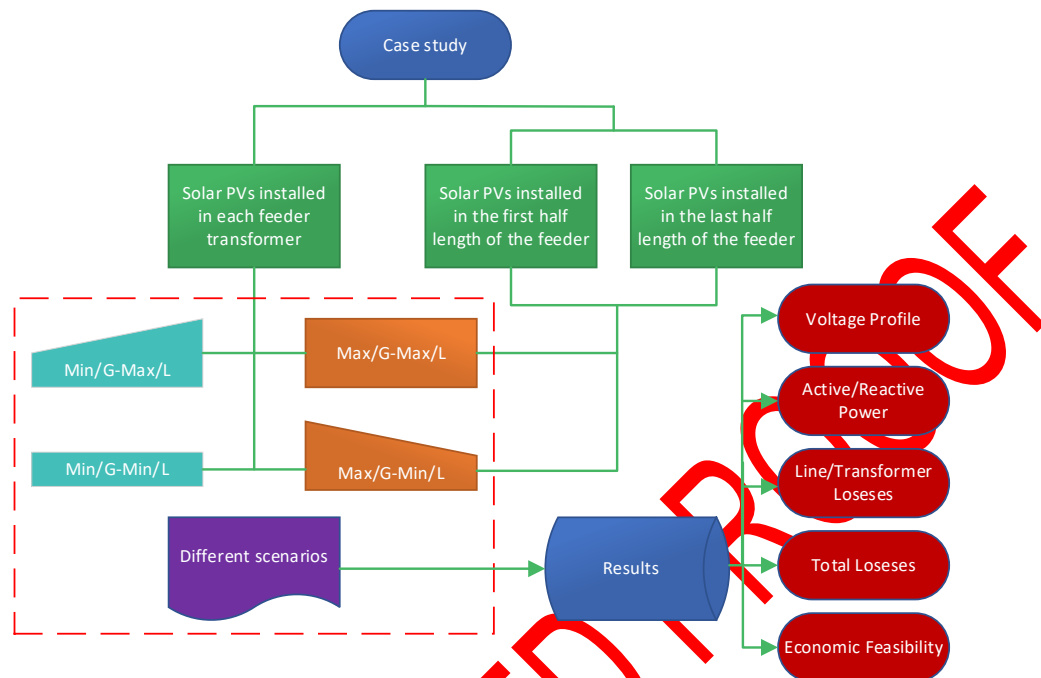 Case study
Solar PVs installed
in each feeder
transformer
Solar PVs installed
in the first half
length of the feeder
Solar PVs installed
in the last half
length of the feeder
Min/G-Max/L
Max/G-Max/L
Min/G-Min/L
Max/G-Min/L
Different scenarios
Results
Voltage Profile
Active/Reactive
Power
Line/Transformer
Loseses
Total Loseses
Economic Feasibility